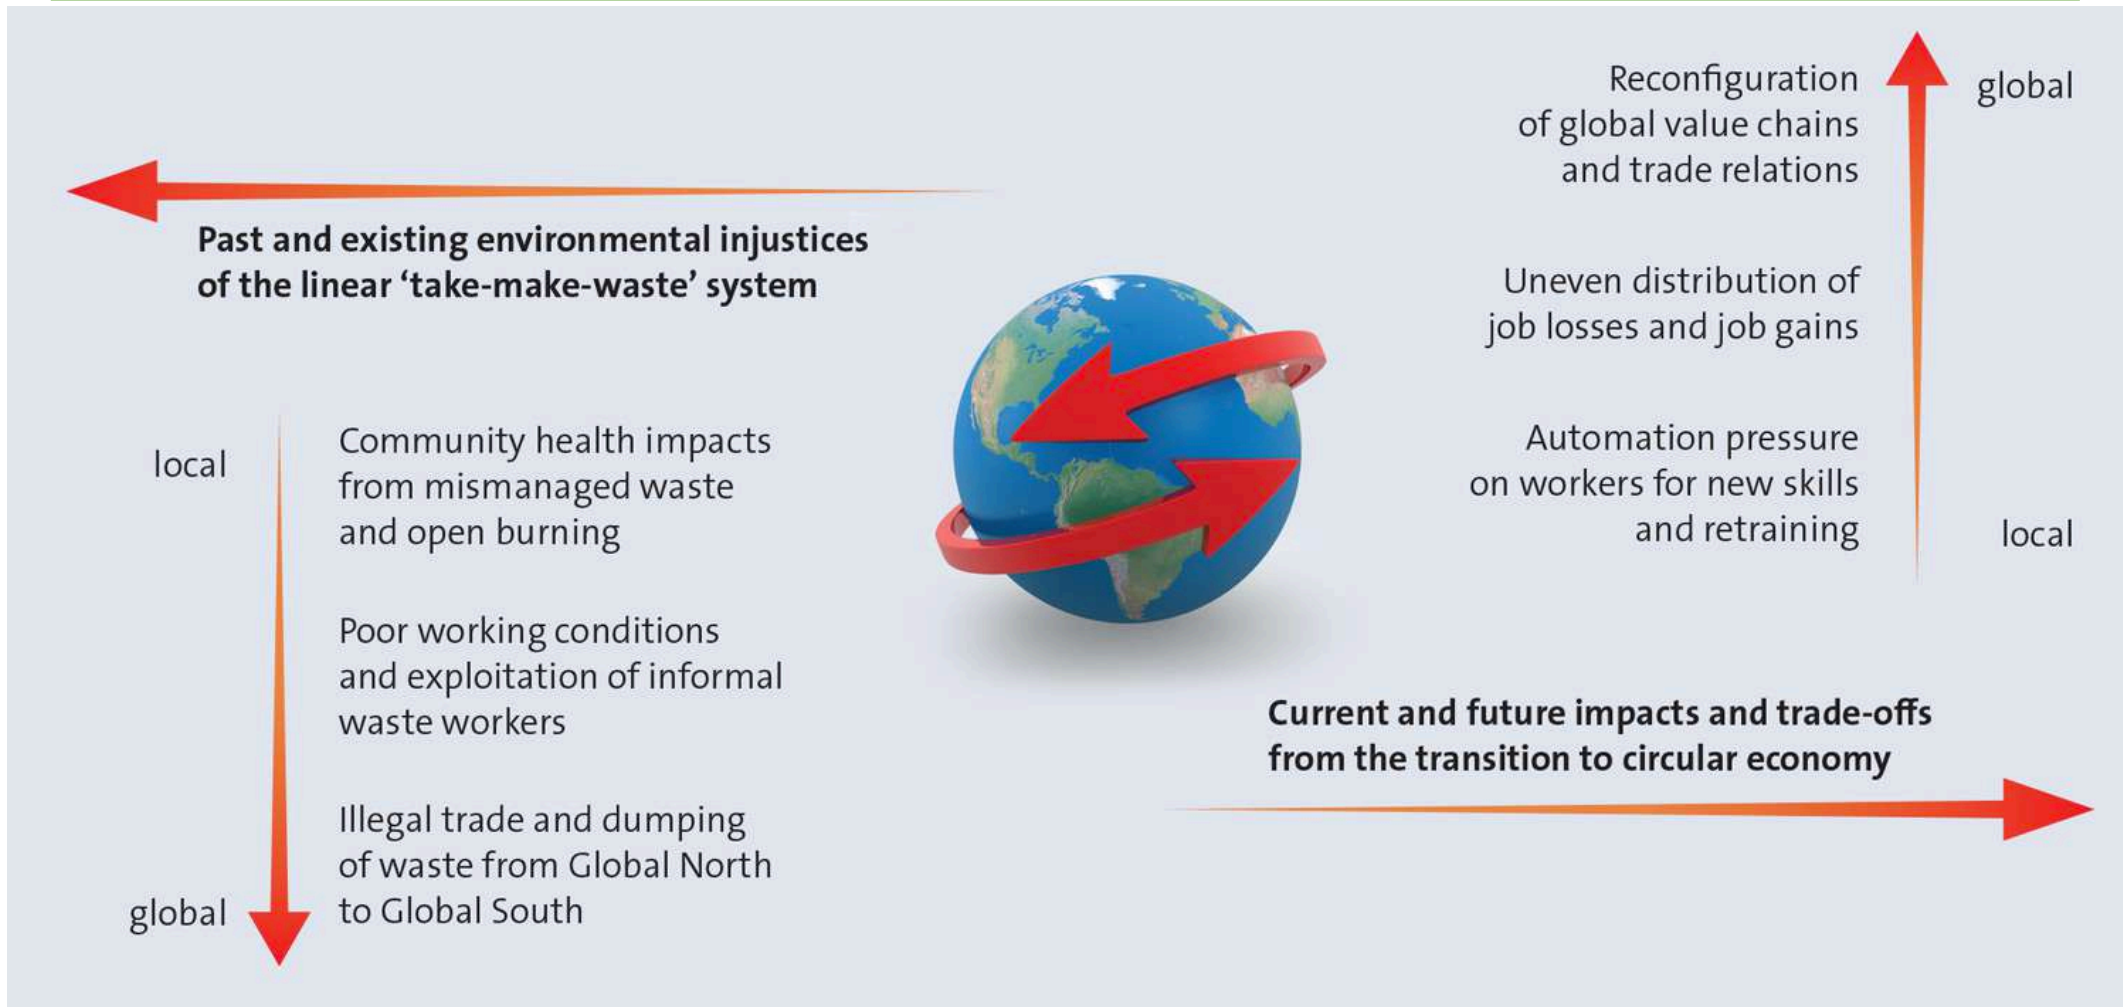 Past and existing environmental injustices
of the linear ‘take-make-waste’ system
local
Community health impacts
from mismanaged waste
and open burning
Poor working conditions
and exploitation of informal
waste workers
Illegal trade and dumping
of waste from Global North
to Global South
global
Reconfiguration
of global value chains
and trade relations
global
Uneven distribution of
job losses and job gains
Automation pressure
on workers for new skills
and retraining
local
Current and future impacts and trade-offs
from the transition to circular economy